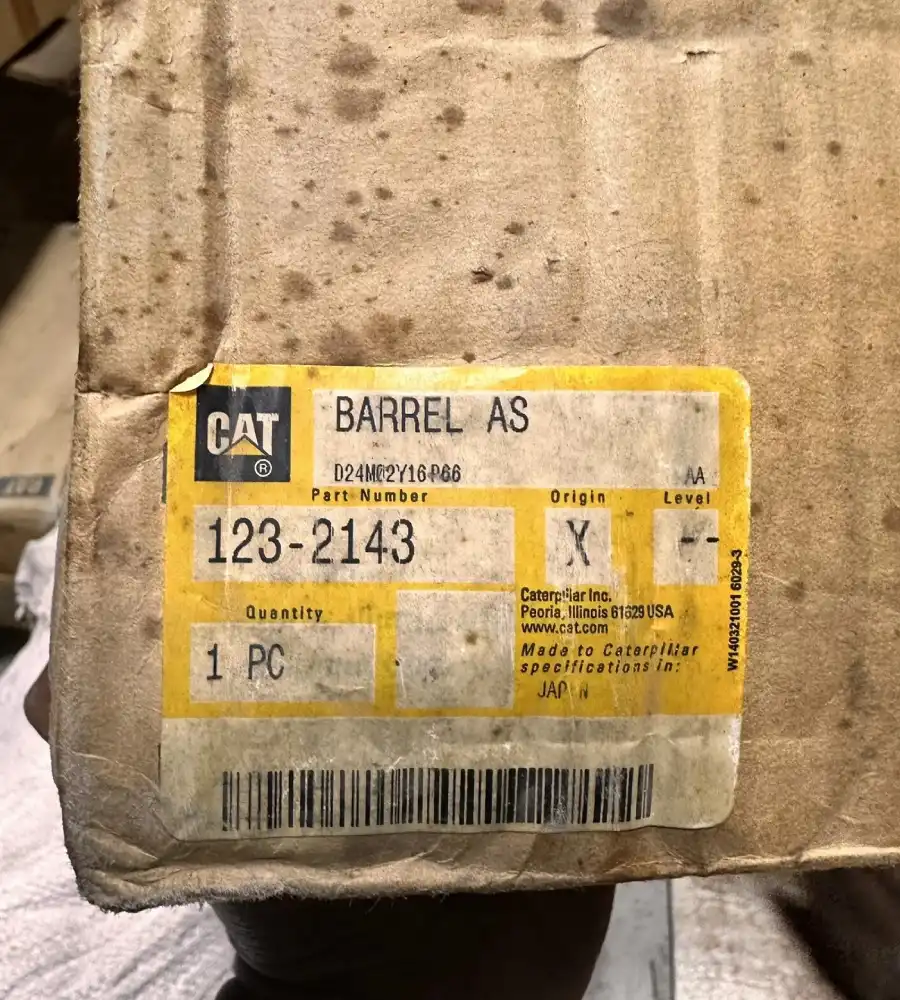 CAT
®
BARREL AS
D24M02Y16P66
AA
Part Number
Origin
Level
123-2143
X
--
Quantity
1 PC
Caterpillar Inc.
Peoria, Illinois 61629 USA
www.cat.com
Made to Caterpillar
specifications in:
JAPAN
W140321001 6029-3